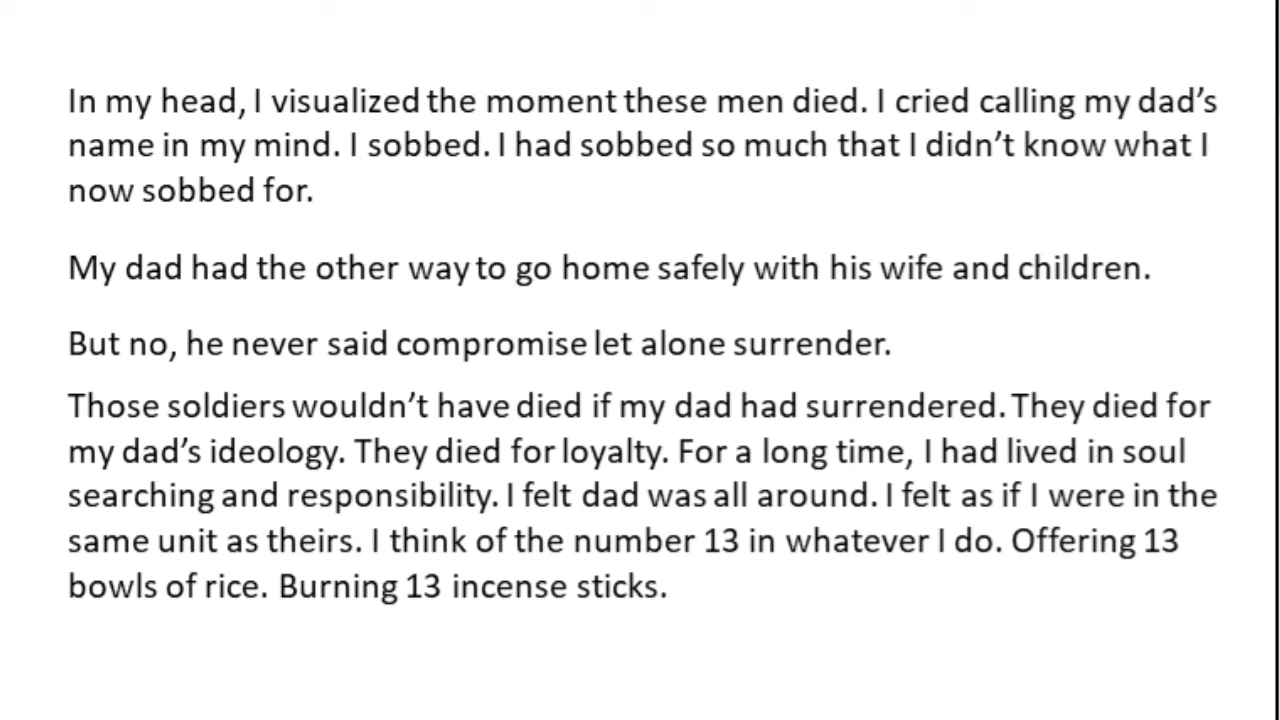 In my head, I visualized the moment these men died. I cried calling my dad’s
name in my mind. I sobbed. I had sobbed so much that I didn’t know what I
now sobbed for.
My dad had the other way to go home safely with his wife and children.
But no, he never said compromise let alone surrender.
Those soldiers wouldn’t have died if my dad had surrendered. They died for
my dad’s ideology. They died for loyalty. For a long time, I had lived in soul
searching and responsibility. I felt dad was all around. I felt as if I were in the
same unit as theirs. I think of the number 13 in whatever I do. Offering 13
bowls of rice. Burning 13 incense sticks.